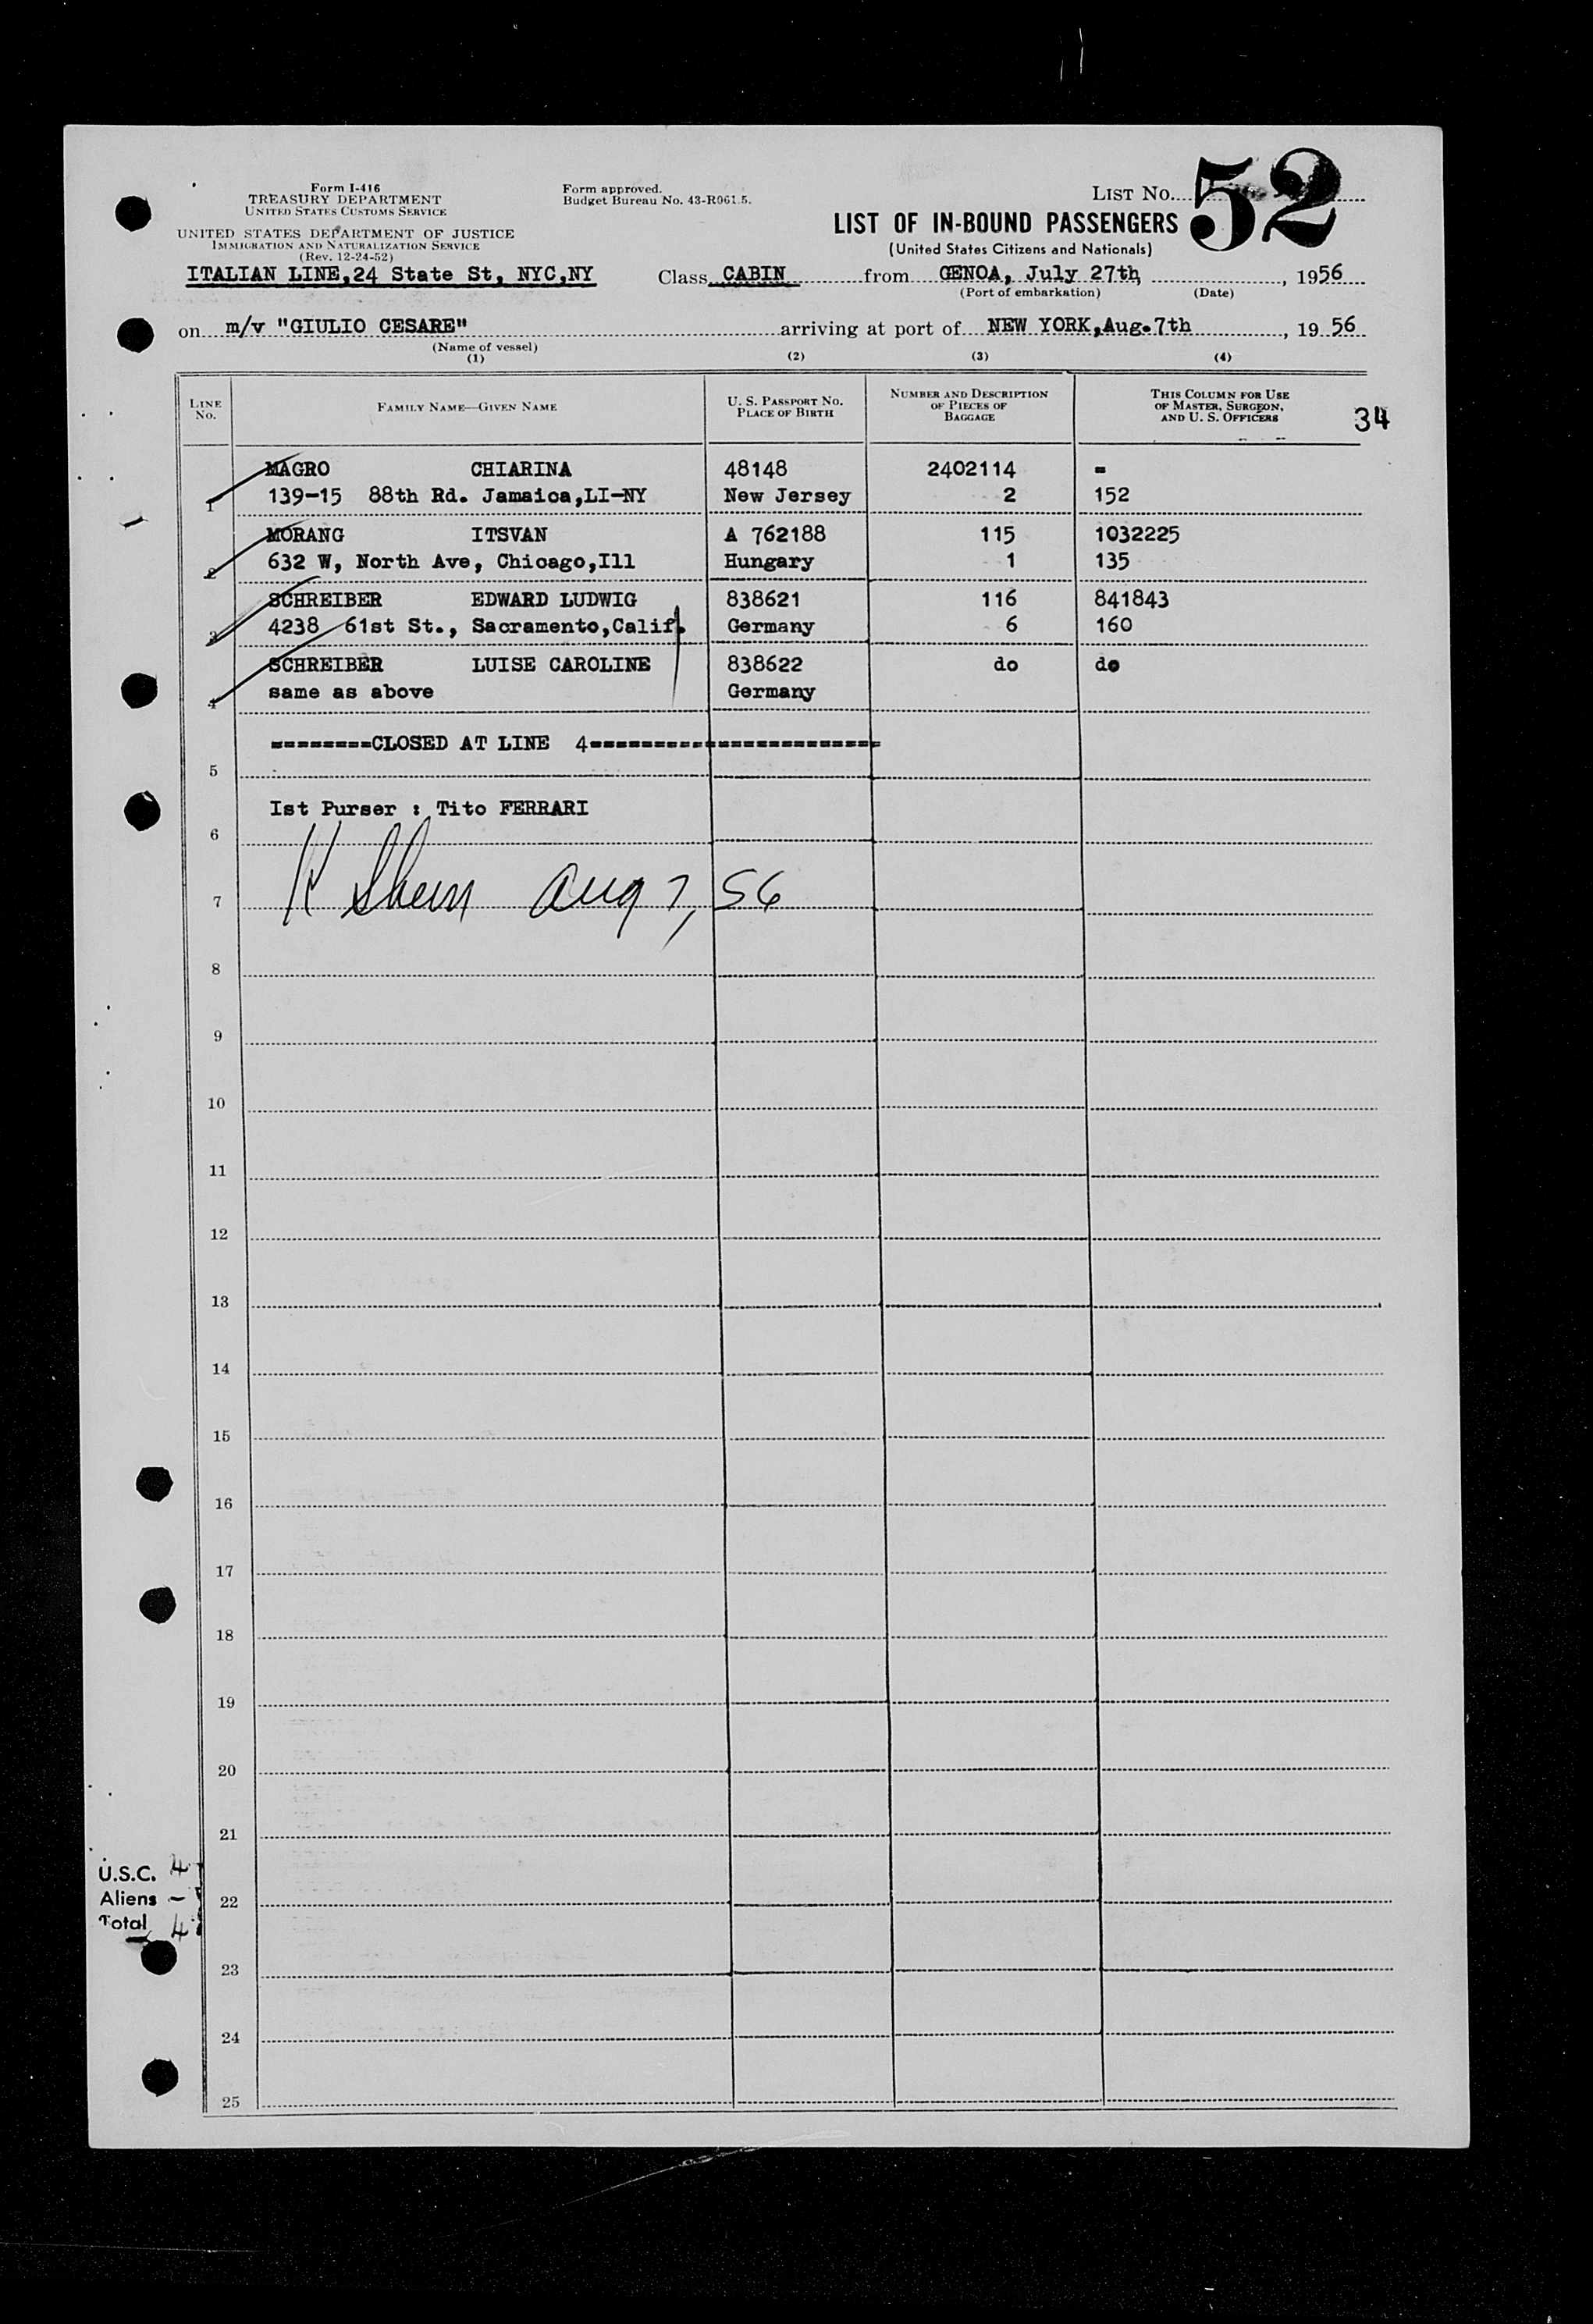 Form I-416
TREASURY DEPARTMENT
UNITED STATES CUSTOMS SERVICE
UNITED STATES DEPARTMENT OF JUSTICE
IMMIGRATION AND NATURALIZATION SERVICE
(Rev. 12-24-52)
Form approved.
Budget Bureau No. 43-R061.5.
LIST No. 52
LIST OF IN-BOUND PASSENGERS
(United States Citizens and Nationals)
ITALIAN LINE,24 State St, NYC,NY Class CABIN from GENOA, July 27th, 1956
(Port of embarkation) (Date)
on m/v "GIULIO CESARE" arriving at port of NEW YORK,Aug.7th, 19 56
(Name of vessel)
(1) (2) (3) (4)
LINE No. FAMILY NAME—GIVEN NAME U. S. PASSPORT No. PLACE OF BIRTH NUMBER AND DESCRIPTION OF PIECES OF BAGGAGE THIS COLUMN FOR USE OF MASTER, SURGEON, AND U. S. OFFICERS 34
MAGRO CHIARINA 48148 2402114 -
1 139-15 88th Rd. Jamaica,LI-NY New Jersey 2 152
MORANG ITSVAN A 762188 115 1032225
2 632 W, North Ave, Chicago,Ill Hungary 1 135
SCHREIBER EDWARD LUDWIG 838621 116 841843
3 4238 61st St., Sacramento,Calif. Germany 6 160
SCHREIBER LUISE CAROLINE 838622 do do
4 same as above Germany
========CLOSED AT LINE 4=======================
5
Ist Purser : Tito FERRARI
6
7 Aug 7, 56
8
9
10
11
12
13
14
15
16
17
18
19
20
21
U.S.C. 4
Aliens -
22
Total 4
23
24
25